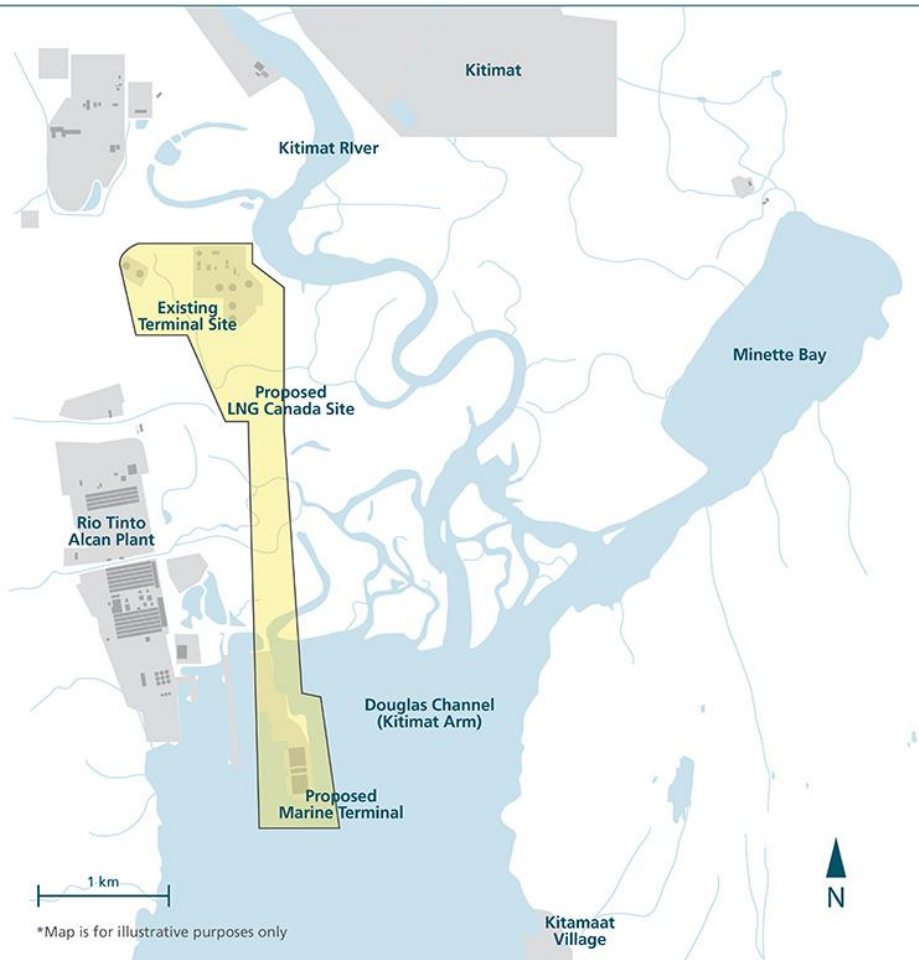 Kitimat
Kitimat RIver
Existing
Terminal Site
Minette Bay
Proposed
LNG Canada Site
Rio Tinto
Alcan Plant
Douglas Channel
(Kitimat Arm)
Proposed
Marine Terminal
1 km
N
*Map is for illustrative purposes only
Kitamaat
Village